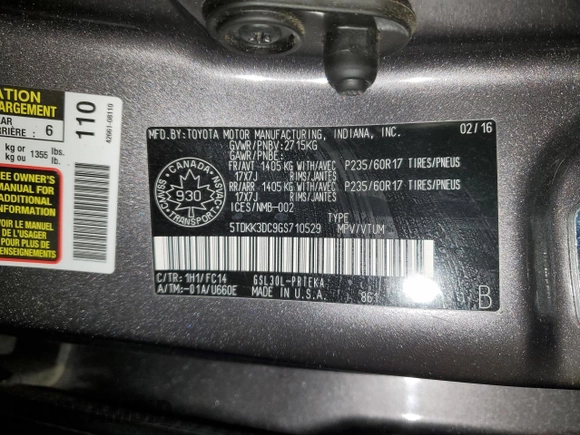 ATION
ARGEMENT
AR
RRIÈRE: 6
kg or 1355 lbs.
kg ou lb.
SEE OWNER'S
MANUAL FOR
VOIR LE MANUEL
DE L'USAGER
POUR PLUS DE
110
42661-08110
MFD.BY:TOYOTA MOTOR MANUFACTURING, INDIANA, INC. 02/16
GVWR/PNBV:2715KG
GAWR/PNBE:
FR/AVT 1405KG WITH/AVEC P235/60R17 TIRES/PNEUS
17X7J RIMS/JANTES
RR/ARR 1405KG WITH/AVEC P235/60R17 TIRES/PNEUS
17X7J RIMS/JANTES
ICES/NMB-002
CANADA
930
TRANSPORT
TYPE
5TDKK3DC9GS710529 MPV/VTUM
C/TR: 1H1/FC14 GSL30L-PRTEKA
A/TM:-01A/U660E MADE IN U.S.A. 861
B